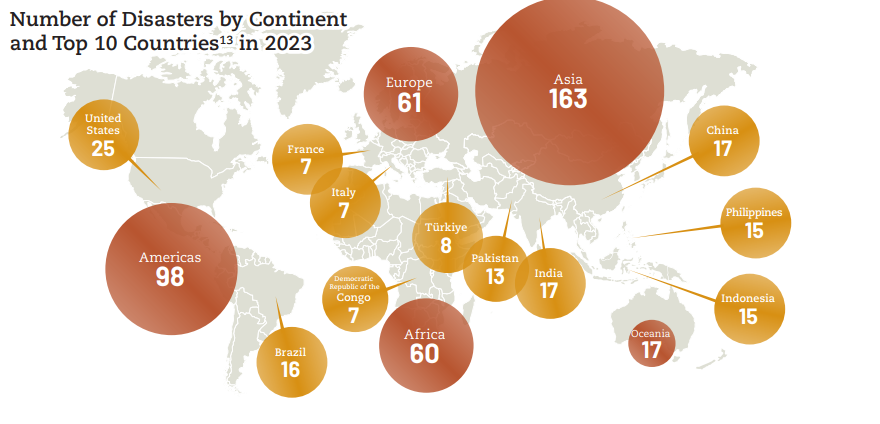 Number of Disasters by Continent
and Top 10 Countries¹³ in 2023
Europe
61
Asia
163
United
States
25
France
7
China
17
Italy
7
Philippines
15
Türkiye
8
Americas
98
Pakistan
13
India
17
Democratic
Republic of the
Congo
7
Indonesia
15
Africa
60
Oceania
17
Brazil
16